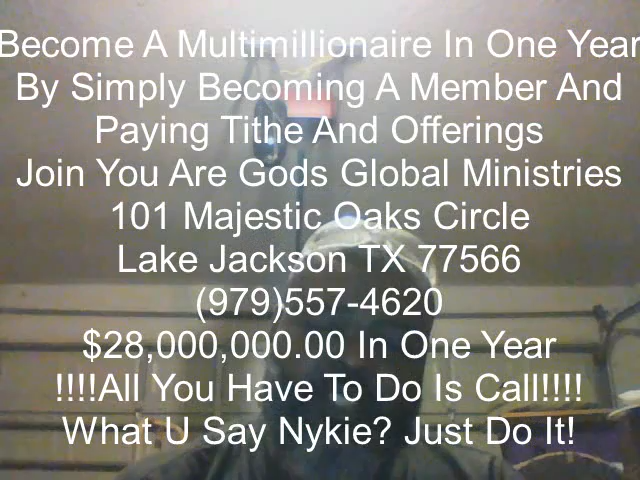 Become A Multimillionaire In One Year
By Simply Becoming A Member And
Paying Tithe And Offerings
Join You Are Gods Global Ministries
101 Majestic Oaks Circle
Lake Jackson TX 77566
(979)557-4620
$28,000,000.00 In One Year
!!!!All You Have To Do Is Call!!!!
What U Say Nykie? Just Do It!